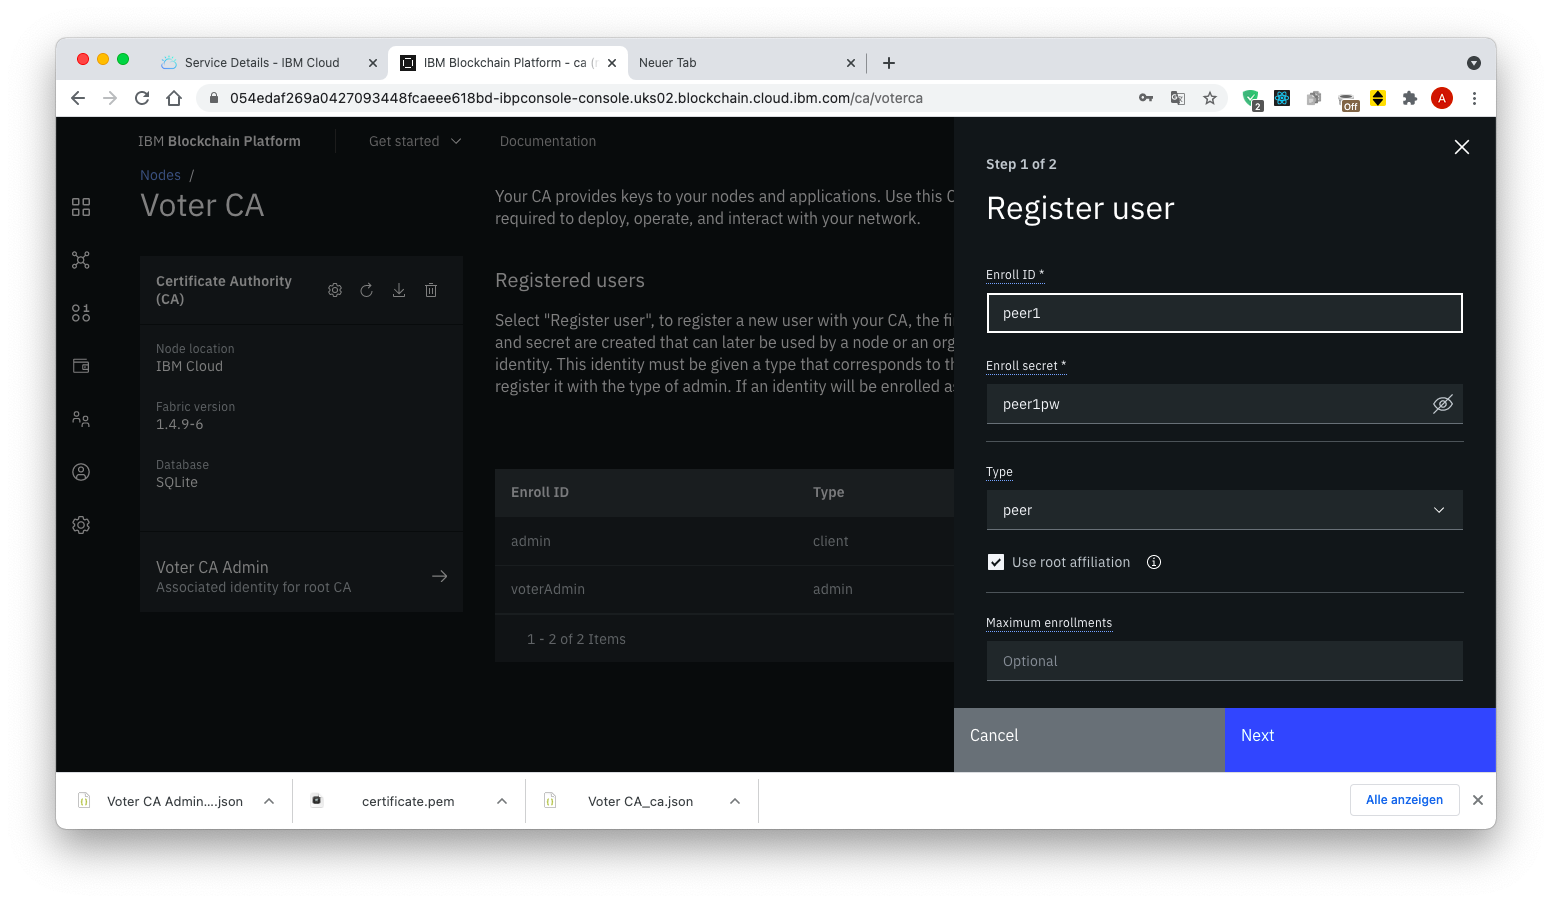 Service Details - IBM Cloud
IBM Blockchain Platform - ca
Neuer Tab
054edaf269a0427093448fcaeee618bd-ibpconsole-console.uks02.blockchain.cloud.ibm.com/ca/voterca
2
Off
A
IBM Blockchain Platform
Get started
Documentation
Nodes /
Voter CA
Certificate Authority
(CA)
Node location
IBM Cloud
Fabric version
1.4.9-6
Database
SQLite
Voter CA Admin
Associated identity for root CA
Your CA provides keys to your nodes and applications. Use this
required to deploy, operate, and interact with your network.
Registered users
Select "Register user", to register a new user with your CA, the
and secret are created that can later be used by a node or an
identity. This identity must be given a type that corresponds to
register it with the type of admin. If an identity will be enrolled
Enroll ID Type
admin client
voterAdmin admin
1 - 2 of 2 Items
Step 1 of 2
Register user
Enroll ID *
peer1
Enroll secret *
peer1pw
Type
peer
Use root affiliation
Maximum enrollments
Optional
Cancel
Next
Voter CA Admin....json
certificate.pem
Voter CA_ca.json
Alle anzeigen